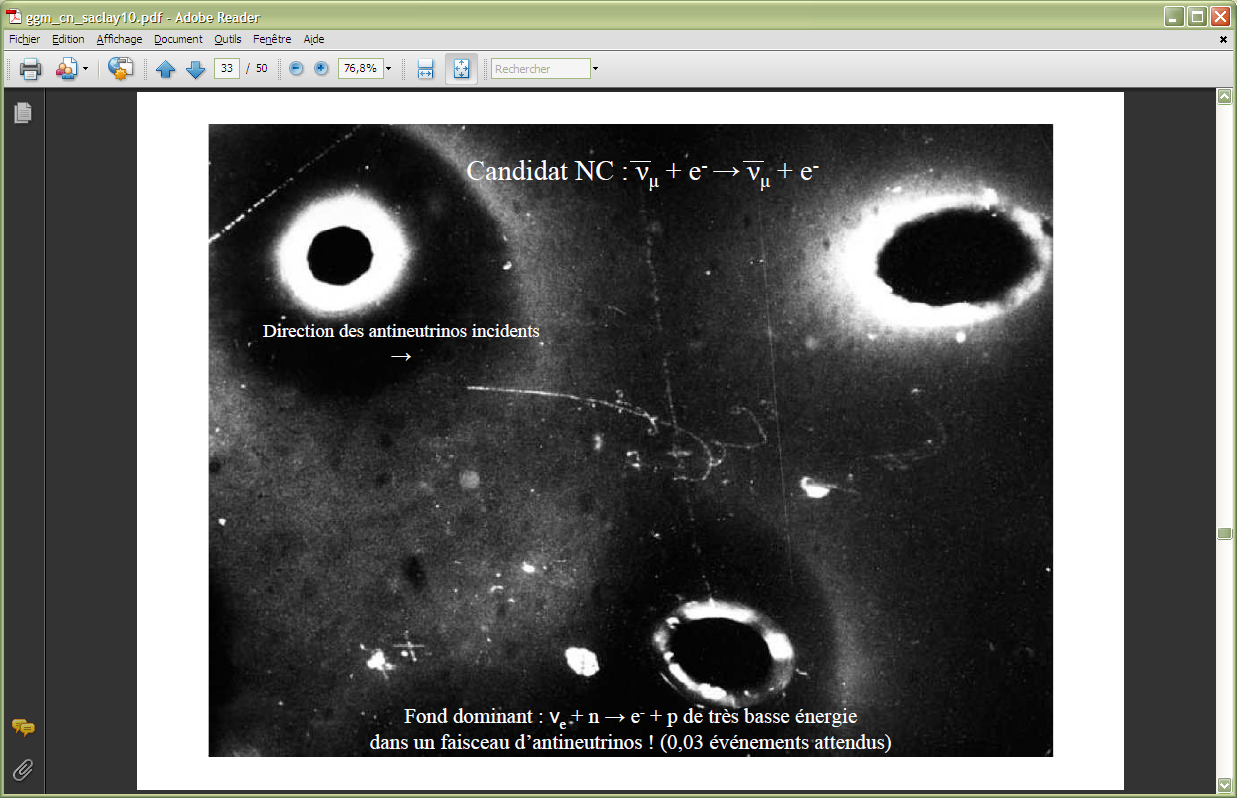 ggm_cn_saclay10.pdf - Adobe Reader
Fichier Edition Affichage Document Outils Fenêtre Aide
33 / 50 76,8% Rechercher
Candidat NC : ν̅μ + e- → ν̅μ + e-
Direction des antineutrinos incidents
→
Fond dominant : νe + n → e- + p de très basse énergie
dans un faisceau d’antineutrinos ! (0,03 événements attendus)